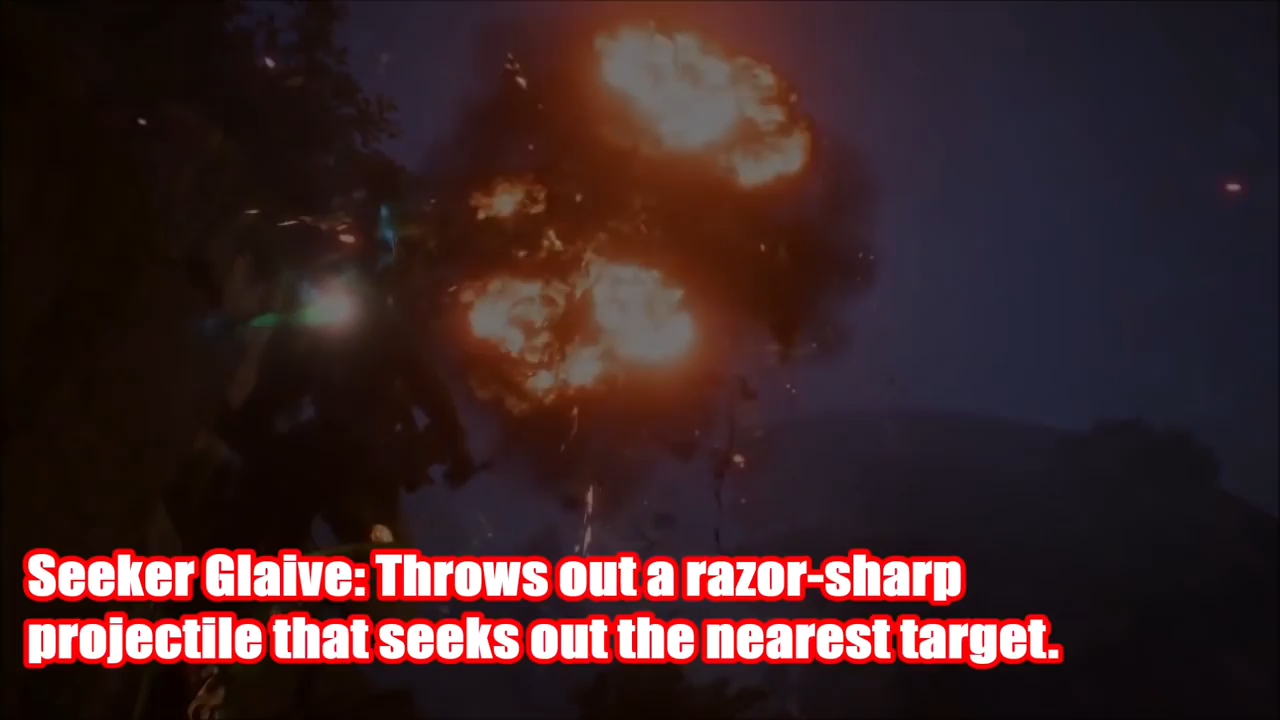 Seeker Glaive: Throws out a razor-sharp
projectile that seeks out the nearest target.